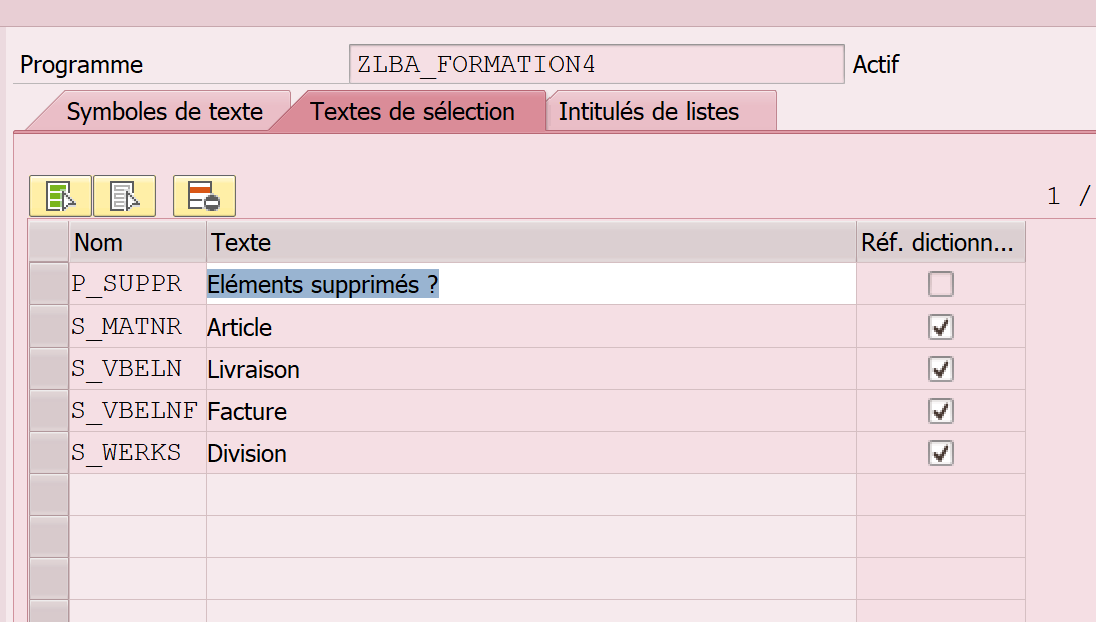 Programme ZLBA_FORMATION4 Actif
Symboles de texte Textes de sélection Intitulés de listes
1 /
Nom Texte Réf. dictionn...
P_SUPPR Eléments supprimés ?
S_MATNR Article
S_VBELN Livraison
S_VBELNF Facture
S_WERKS Division